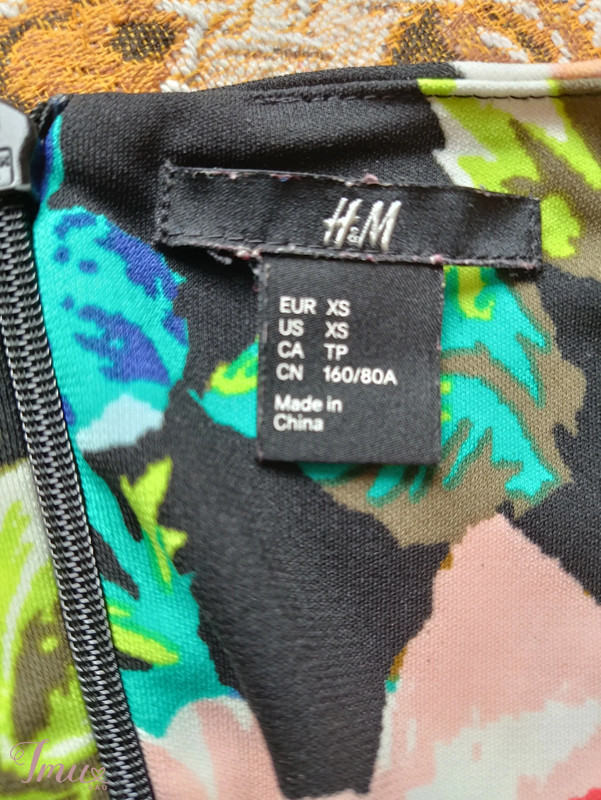 H&M
EUR XS
US XS
CA TP
CN 160/80A
Made in
China